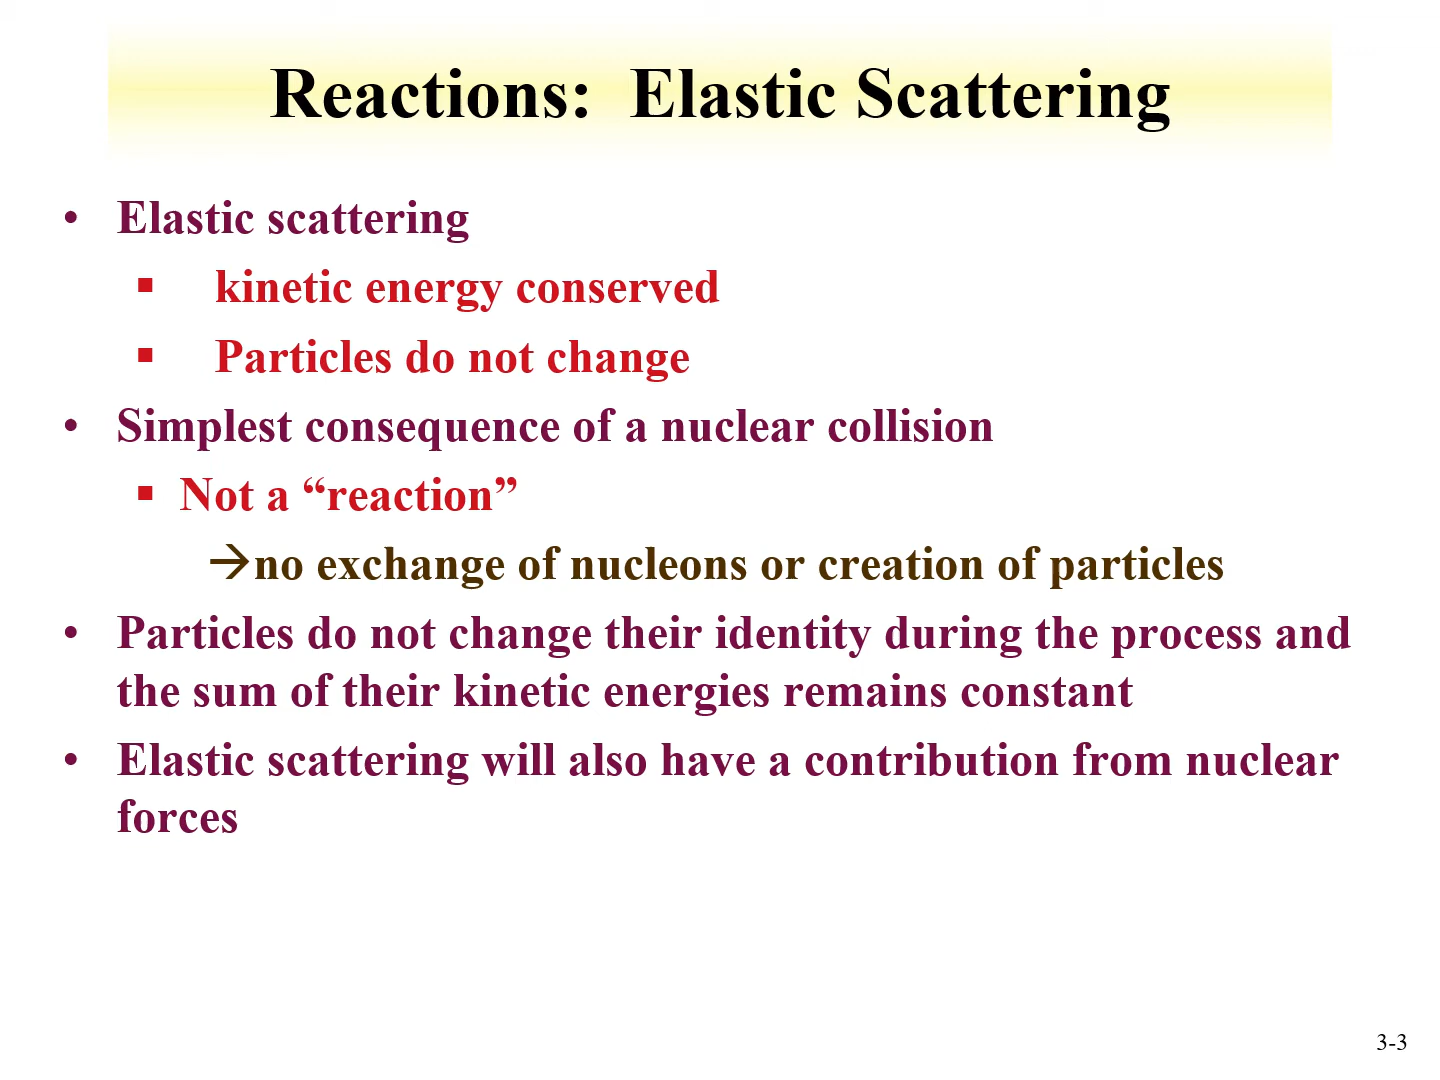 Reactions:  Elastic Scattering
• Elastic scattering
▪ kinetic energy conserved
▪ Particles do not change
• Simplest consequence of a nuclear collision
▪ Not a “reaction”
→no exchange of nucleons or creation of particles
• Particles do not change their identity during the process and
the sum of their kinetic energies remains constant
• Elastic scattering will also have a contribution from nuclear
forces
3-3